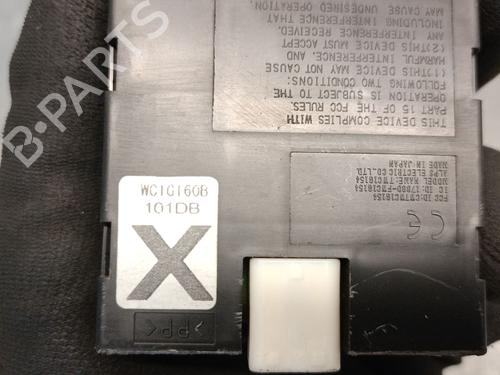 THIS DEVICE COMPLIES WITH
PART 15 OF THE FCC RULES.
OPERATION IS SUBJECT TO THE
FOLLOWING TWO CONDITIONS:
(1)THIS DEVICE MAY NOT CAUSE
HARMFUL INTERFERENCE, AND
(2)THIS DEVICE MUST ACCEPT
ANY INTERFERENCE RECEIVED,
INCLUDING INTERFERENCE THAT
MAY CAUSE UNDESIRED OPERATION.
FCC ID:CWTWC1G154
IC ID:1788D-FWC1G154
MODEL NAME:TWC1G154
ALPS ELECTRIC CO.,LTD.
MADE IN JAPAN
CE
WC1G160B
101DB
X
>PP<
B-PARTS